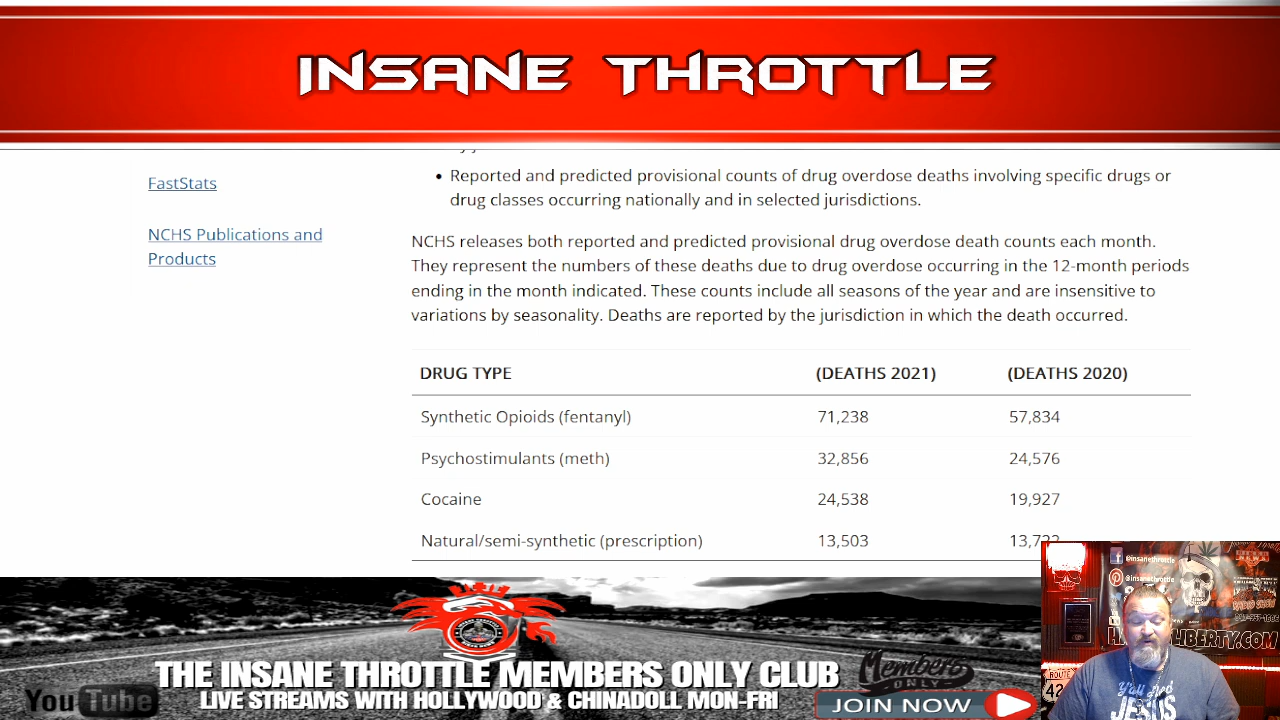 INSANE THROTTLE
FastStats
NCHS Publications and
Products
• Reported and predicted provisional counts of drug overdose deaths involving specific drugs or
drug classes occurring nationally and in selected jurisdictions.
NCHS releases both reported and predicted provisional drug overdose death counts each month.
They represent the numbers of these deaths due to drug overdose occurring in the 12-month periods
ending in the month indicated. These counts include all seasons of the year and are insensitive to
variations by seasonality. Deaths are reported by the jurisdiction in which the death occurred.
DRUG TYPE (DEATHS 2021) (DEATHS 2020)
Synthetic Opioids (fentanyl) 71,238 57,834
Psychostimulants (meth) 32,856 24,576
Cocaine 24,538 19,927
Natural/semi-synthetic (prescription) 13,503
THE INSANE THROTTLE MEMBERS ONLY CLUB
LIVE STREAMS WITH HOLLYWOOD & CHINADOLL MON-FRI
YouTube
Members
ONLY
JOIN NOW
@insanethrottle
@insanethrottle
LIBERTY.COM
ROUTE
You
JESUS